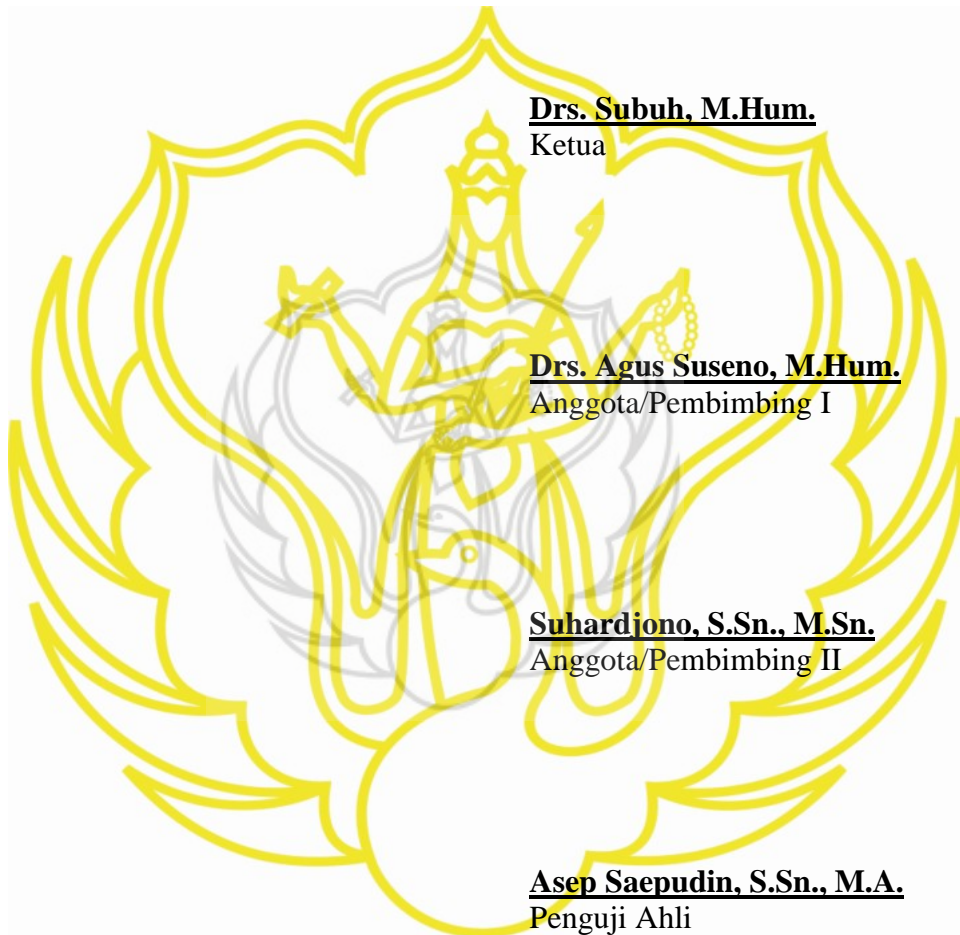 Drs. Subuh, M.Hum.
Ketua
Drs. Agus Suseno, M.Hum.
Anggota/Pembimbing I
Suhardjono, S.Sn., M.Sn.
Anggota/Pembimbing II
Asep Saepudin, S.Sn., M.A.
Penguji Ahli